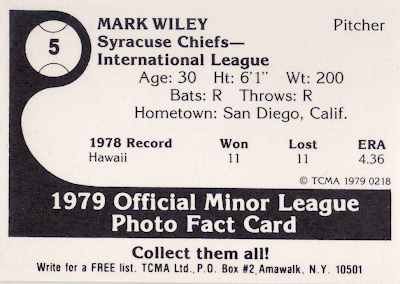 5
MARK WILEY Pitcher
Syracuse Chiefs—
International League
Age: 30 Ht: 6'1" Wt: 200
Bats: R Throws: R
Hometown: San Diego, Calif.
1978 Record Won Lost ERA
Hawaii 11 11 4.36
© TCMA 1979 0218
1979 Official Minor League
Photo Fact Card
Collect them all!
Write for a FREE list. TCMA Ltd., P.O. Box #2, Amawalk, N.Y. 10501